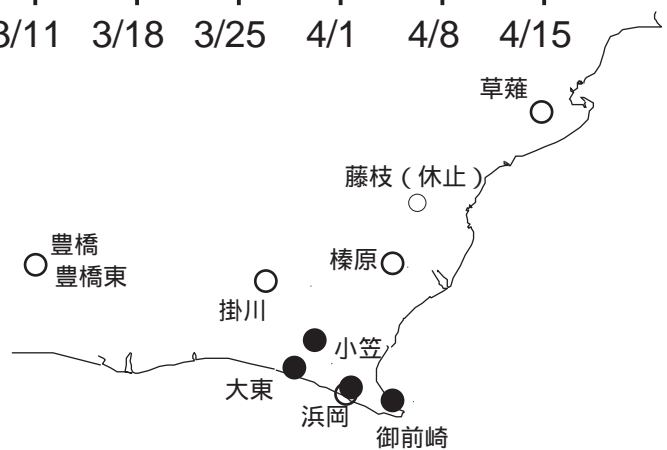 3/11 3/18 3/25 4/1 4/8 4/15
草薙
藤枝(休止)
豊橋
豊橋東
榛原
掛川
小笠
大東
浜岡
御前崎